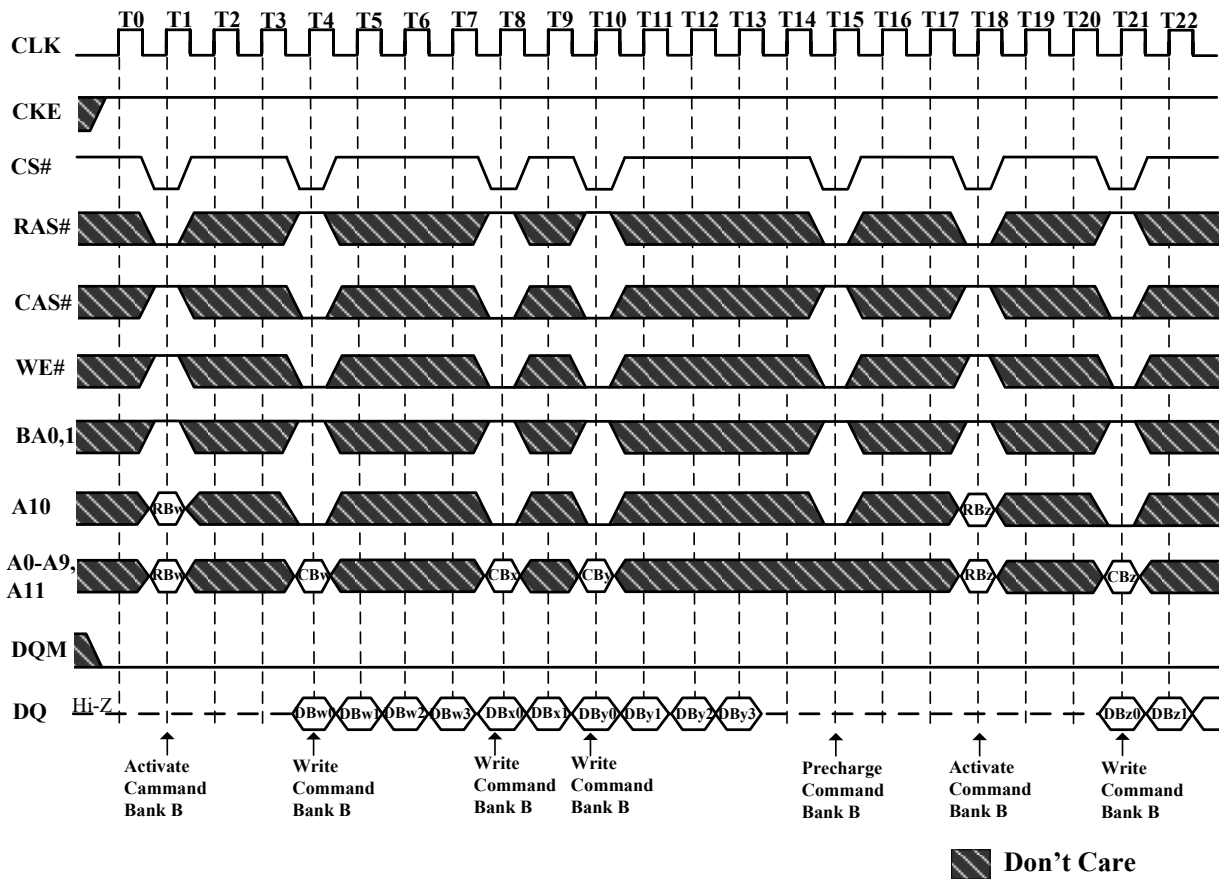 T0 T1 T2 T3 T4 T5 T6 T7 T8 T9 T10 T11 T12 T13 T14 T15 T16 T17 T18 T19 T20 T21 T22
CLK
CKE
CS#
RAS#
CAS#
WE#
BA0,1
A10 RBw RBz
A0-A9,
A11
RBw CBw CBx CBy RBz CBz
DQM
DQ Hi-Z DBw0 DBw1 DBw2 DBw3 DBx0 DBx1 DBy0 DBy1 DBy2 DBy3 DBz0 DBz1
Activate
Cammand
Bank B
Write
Command
Bank B
Write
Command
Bank B
Write
Command
Bank B
Precharge
Command
Bank B
Activate
Command
Bank B
Write
Command
Bank B
Don't Care